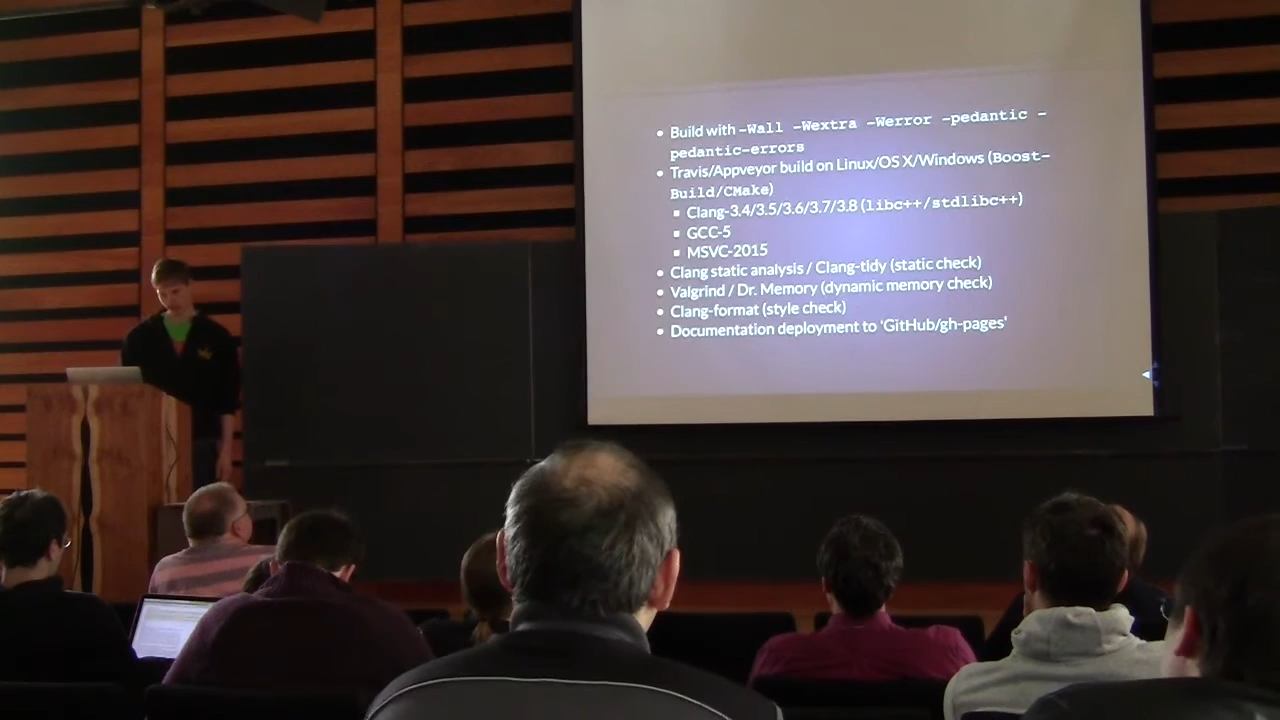 • Build with -Wall -Wextra -Werror -pedantic -
pedantic-errors
• Travis/Appveyor build on Linux/OS X/Windows (Boost-
Build/CMake)
▪ Clang-3.4/3.5/3.6/3.7/3.8 (libc++/stdlibc++)
▪ GCC-5
▪ MSVC-2015
• Clang static analysis / Clang-tidy (static check)
• Valgrind / Dr. Memory (dynamic memory check)
• Clang-format (style check)
• Documentation deployment to 'GitHub/gh-pages'